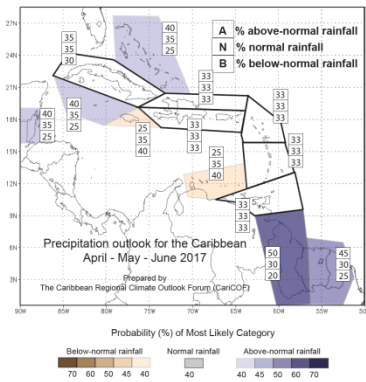 27N
24N
21N
18N
15N
12N
9N
6N
3N
90W
85W
80W
75W
70W
65W
60W
55W
50
A % above-normal rainfall
N % normal rainfall
B % below-normal rainfall
35
35
30
40
35
25
33
33
33
33
33
33
40
35
25
40
35
25
25
35
40
33
33
33
33
33
33
33
33
33
25
35
40
33
33
33
50
30
20
45
30
25
Precipitation outlook for the Caribbean
April - May - June 2017
Prepared by
The Caribbean Regional Climate Outlook Forum (CariCOF)
Probability (%) of Most Likely Category
Below-normal rainfall
Normal rainfall
Above-normal rainfall
70 60 50 45 40
40
40 45 50 60 70